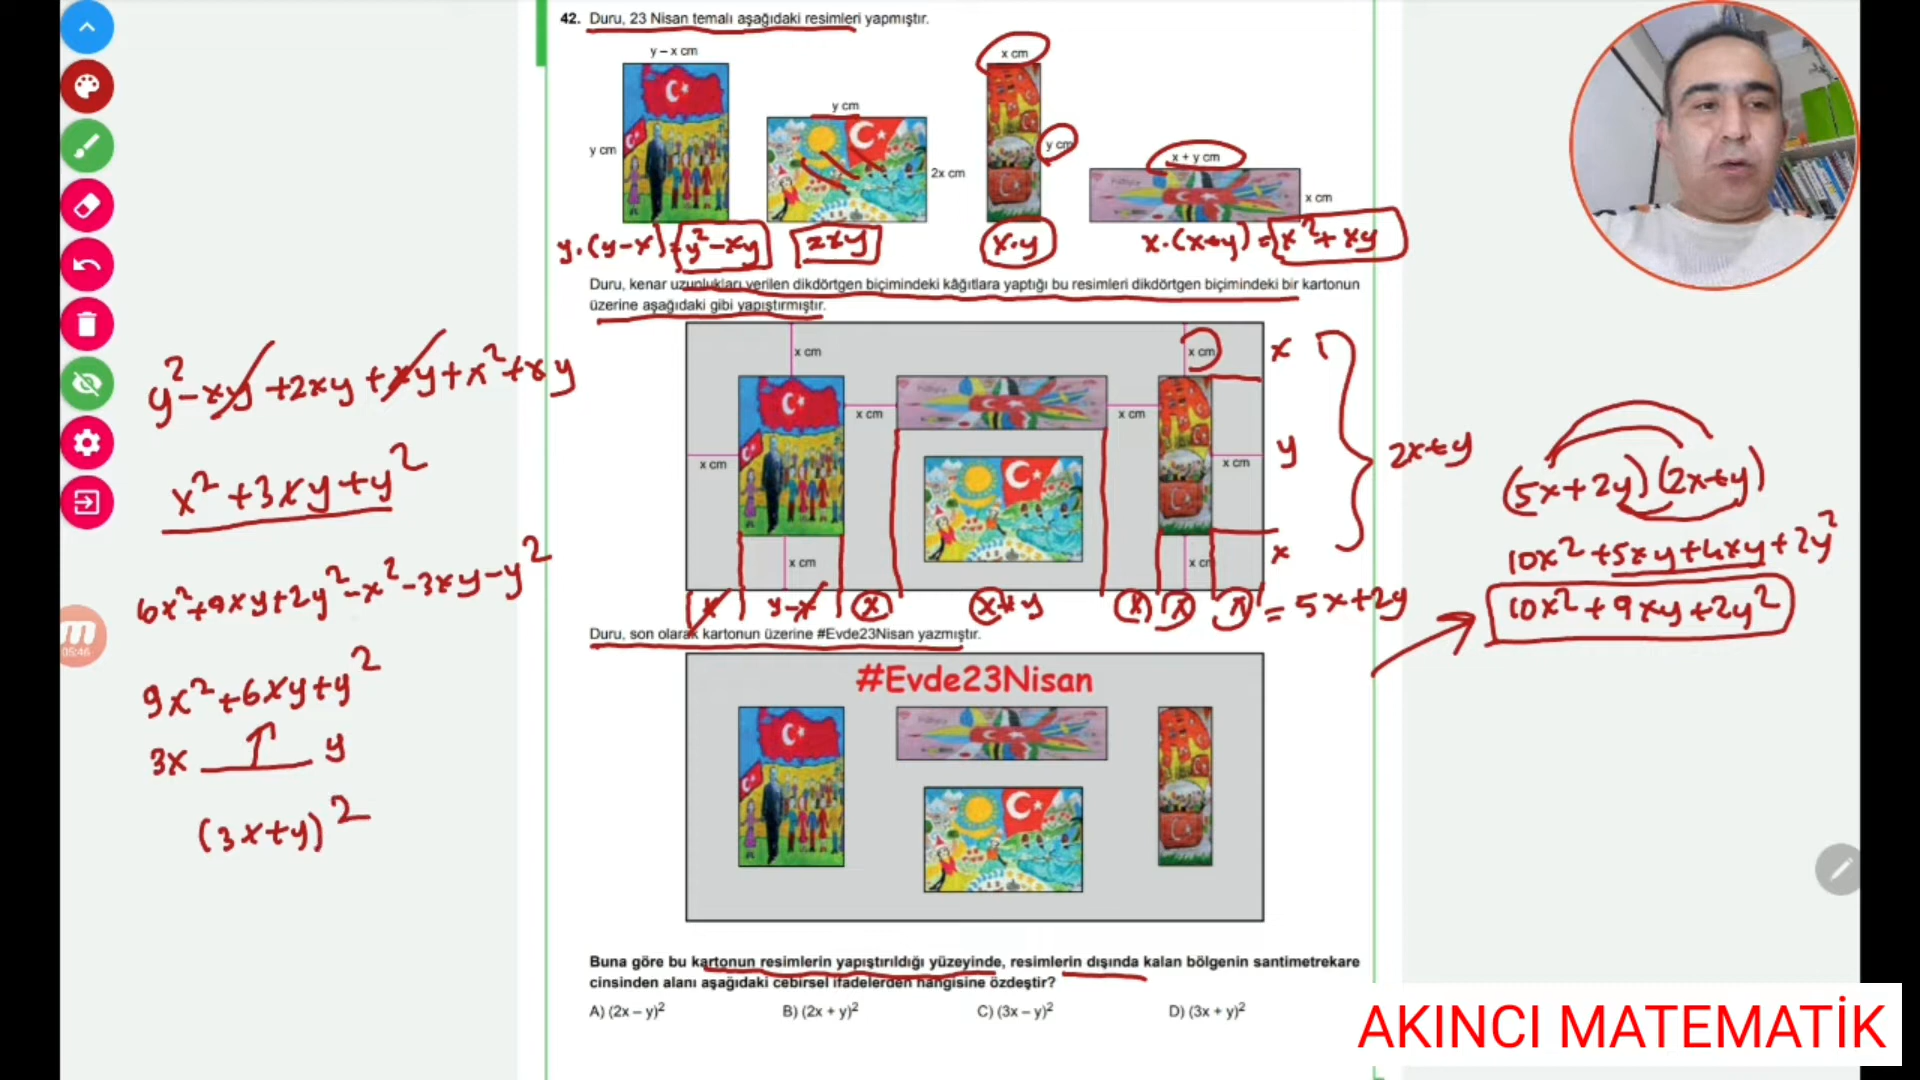 42. Duru, 23 Nisan temalı aşağıdaki resimleri yapmıştır.
y – x cm
y cm
y cm
2x cm
x cm
y cm
x + y cm
x cm
y.(y-x) = y²-xy
2xy
x.y
x.(x+y) = x²+xy
Duru, kenar uzunlukları verilen dikdörtgen biçimindeki kâğıtlara yaptığı bu resimleri dikdörtgen biçimindeki bir kartonun
üzerine aşağıdaki gibi yapıştırmıştır.
x cm
x cm
x cm
x cm
x cm
x cm
x cm
x cm
x
y
x
2x+y
x
y-x
x
x+y
x
x
x
= 5x+2y
y²-xy+2xy+xy+x²+xy
x²+3xy+y²
6x²+9xy+2y²-x²-3xy-y²
9x²+6xy+y²
3x
y
(3x+y)²
(5x+2y)(2x+y)
10x²+5xy+4xy+2y²
10x²+9xy+2y²
Duru, son olarak kartonun üzerine #Evde23Nisan yazmıştır.
#Evde23Nisan
Buna göre bu kartonun resimlerin yapıştırıldığı yüzeyinde, resimlerin dışında kalan bölgenin santimetrekare
cinsinden alanı aşağıdaki cebirsel ifadelerden hangisine özdeştir?
A) (2x – y)²
B) (2x + y)²
C) (3x – y)²
D) (3x + y)²
05:46
AKINCI MATEMATİK